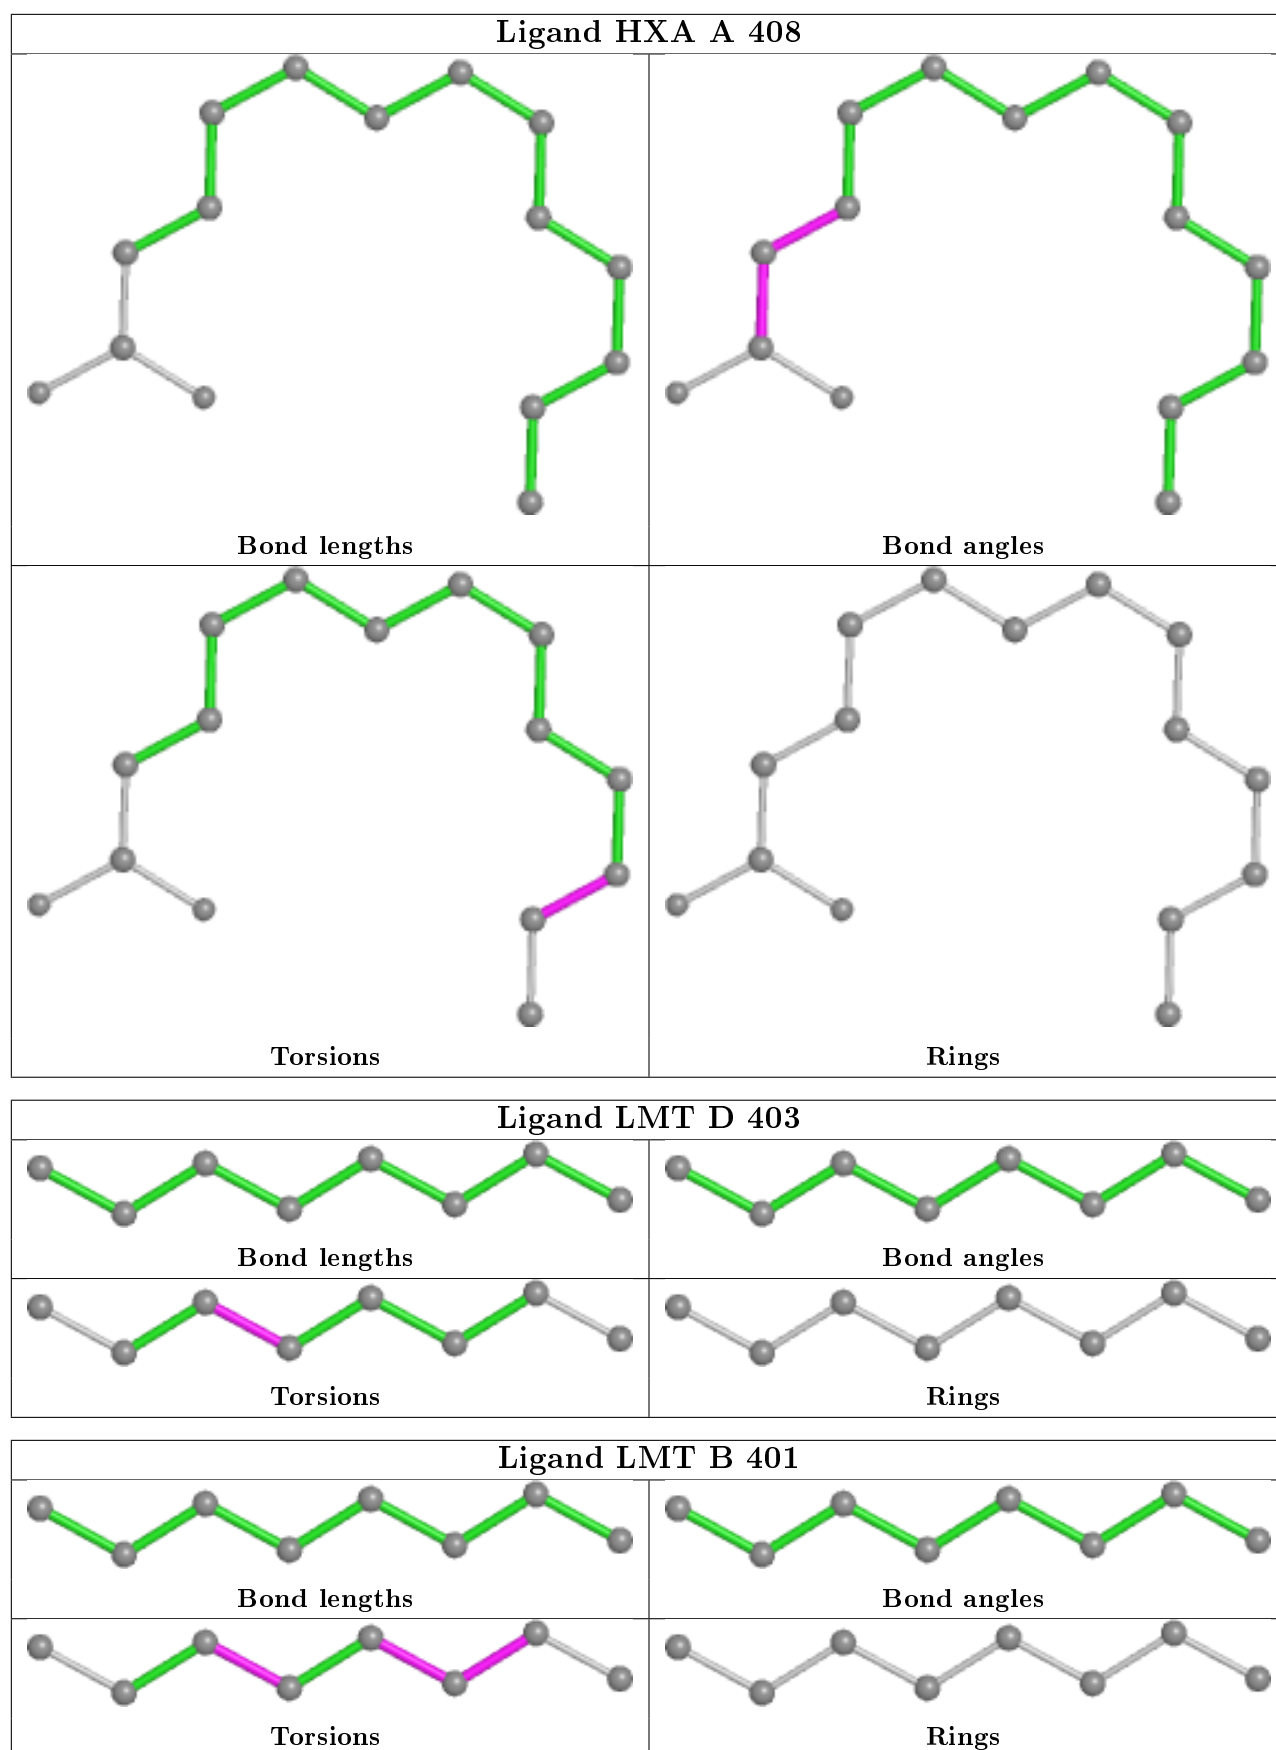 Ligand HXA A 408
Bond lengths
Bond angles
Torsions
Rings
Ligand LMT D 403
Bond lengths
Bond angles
Torsions
Rings
Ligand LMT B 401
Bond lengths
Bond angles
Torsions
Rings